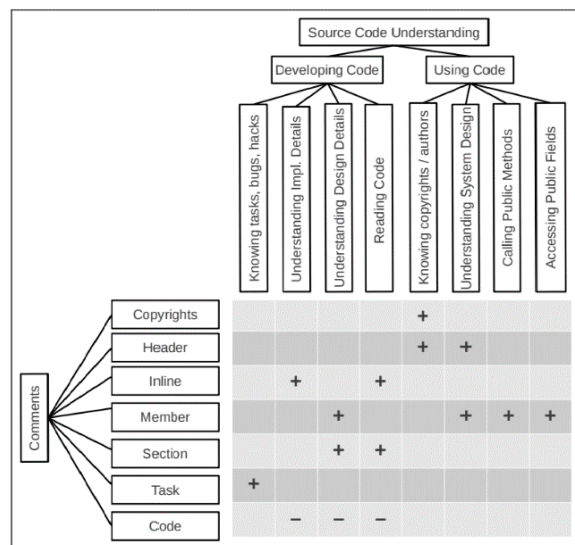 Source Code Understanding
Developing Code
Using Code
Knowing tasks, bugs, hacks
Understanding Impl. Details
Understanding Design Details
Reading Code
Knowing copyrights / authors
Understanding System Design
Calling Public Methods
Accessing Public Fields
Comments
Copyrights
+
Header
+ +
Inline
+ +
Member
+ + + +
Section
+ +
Task
+
Code
– – –